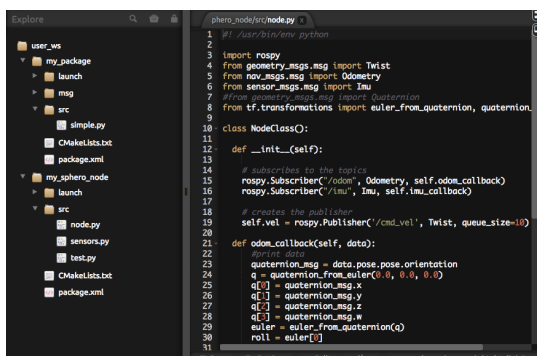 Explore
user_ws
my_package
launch
msg
src
simple.py
CMakeLists.txt
package.xml
my_sphero_node
launch
src
node.py
sensors.py
test.py
CMakeLists.txt
package.xml
phero_node/src/node.py x
1 #! /usr/bin/env python
2
3 import rospy
4 from geometry_msgs.msg import Twist
5 from nav_msgs.msg import Odometry
6 from sensor_msgs.msg import Imu
7 #from geometry_msgs.msg import Quaternion
8 from tf.transformations import euler_from_quaternion, quaternion_
9
10 class NodeClass():
11
12 def __init__(self):
13
14 # subscribes to the topics
15 rospy.Subscriber("/odom", Odometry, self.odom_callback)
16 rospy.Subscriber("/imu", Imu, self.imu_callback)
17
18 # creates the publisher
19 self.vel = rospy.Publisher('/cmd_vel', Twist, queue_size=10)
20
21 def odom_callback(self, data):
22 #print data
23 quaternion_msg = data.pose.pose.orientation
24 q = quaternion_from_euler(0.0, 0.0, 0.0)
25 q[0] = quaternion_msg.x
26 q[1] = quaternion_msg.y
27 q[2] = quaternion_msg.z
28 q[3] = quaternion_msg.w
29 euler = euler_from_quaternion(q)
30 roll = euler[0]
31